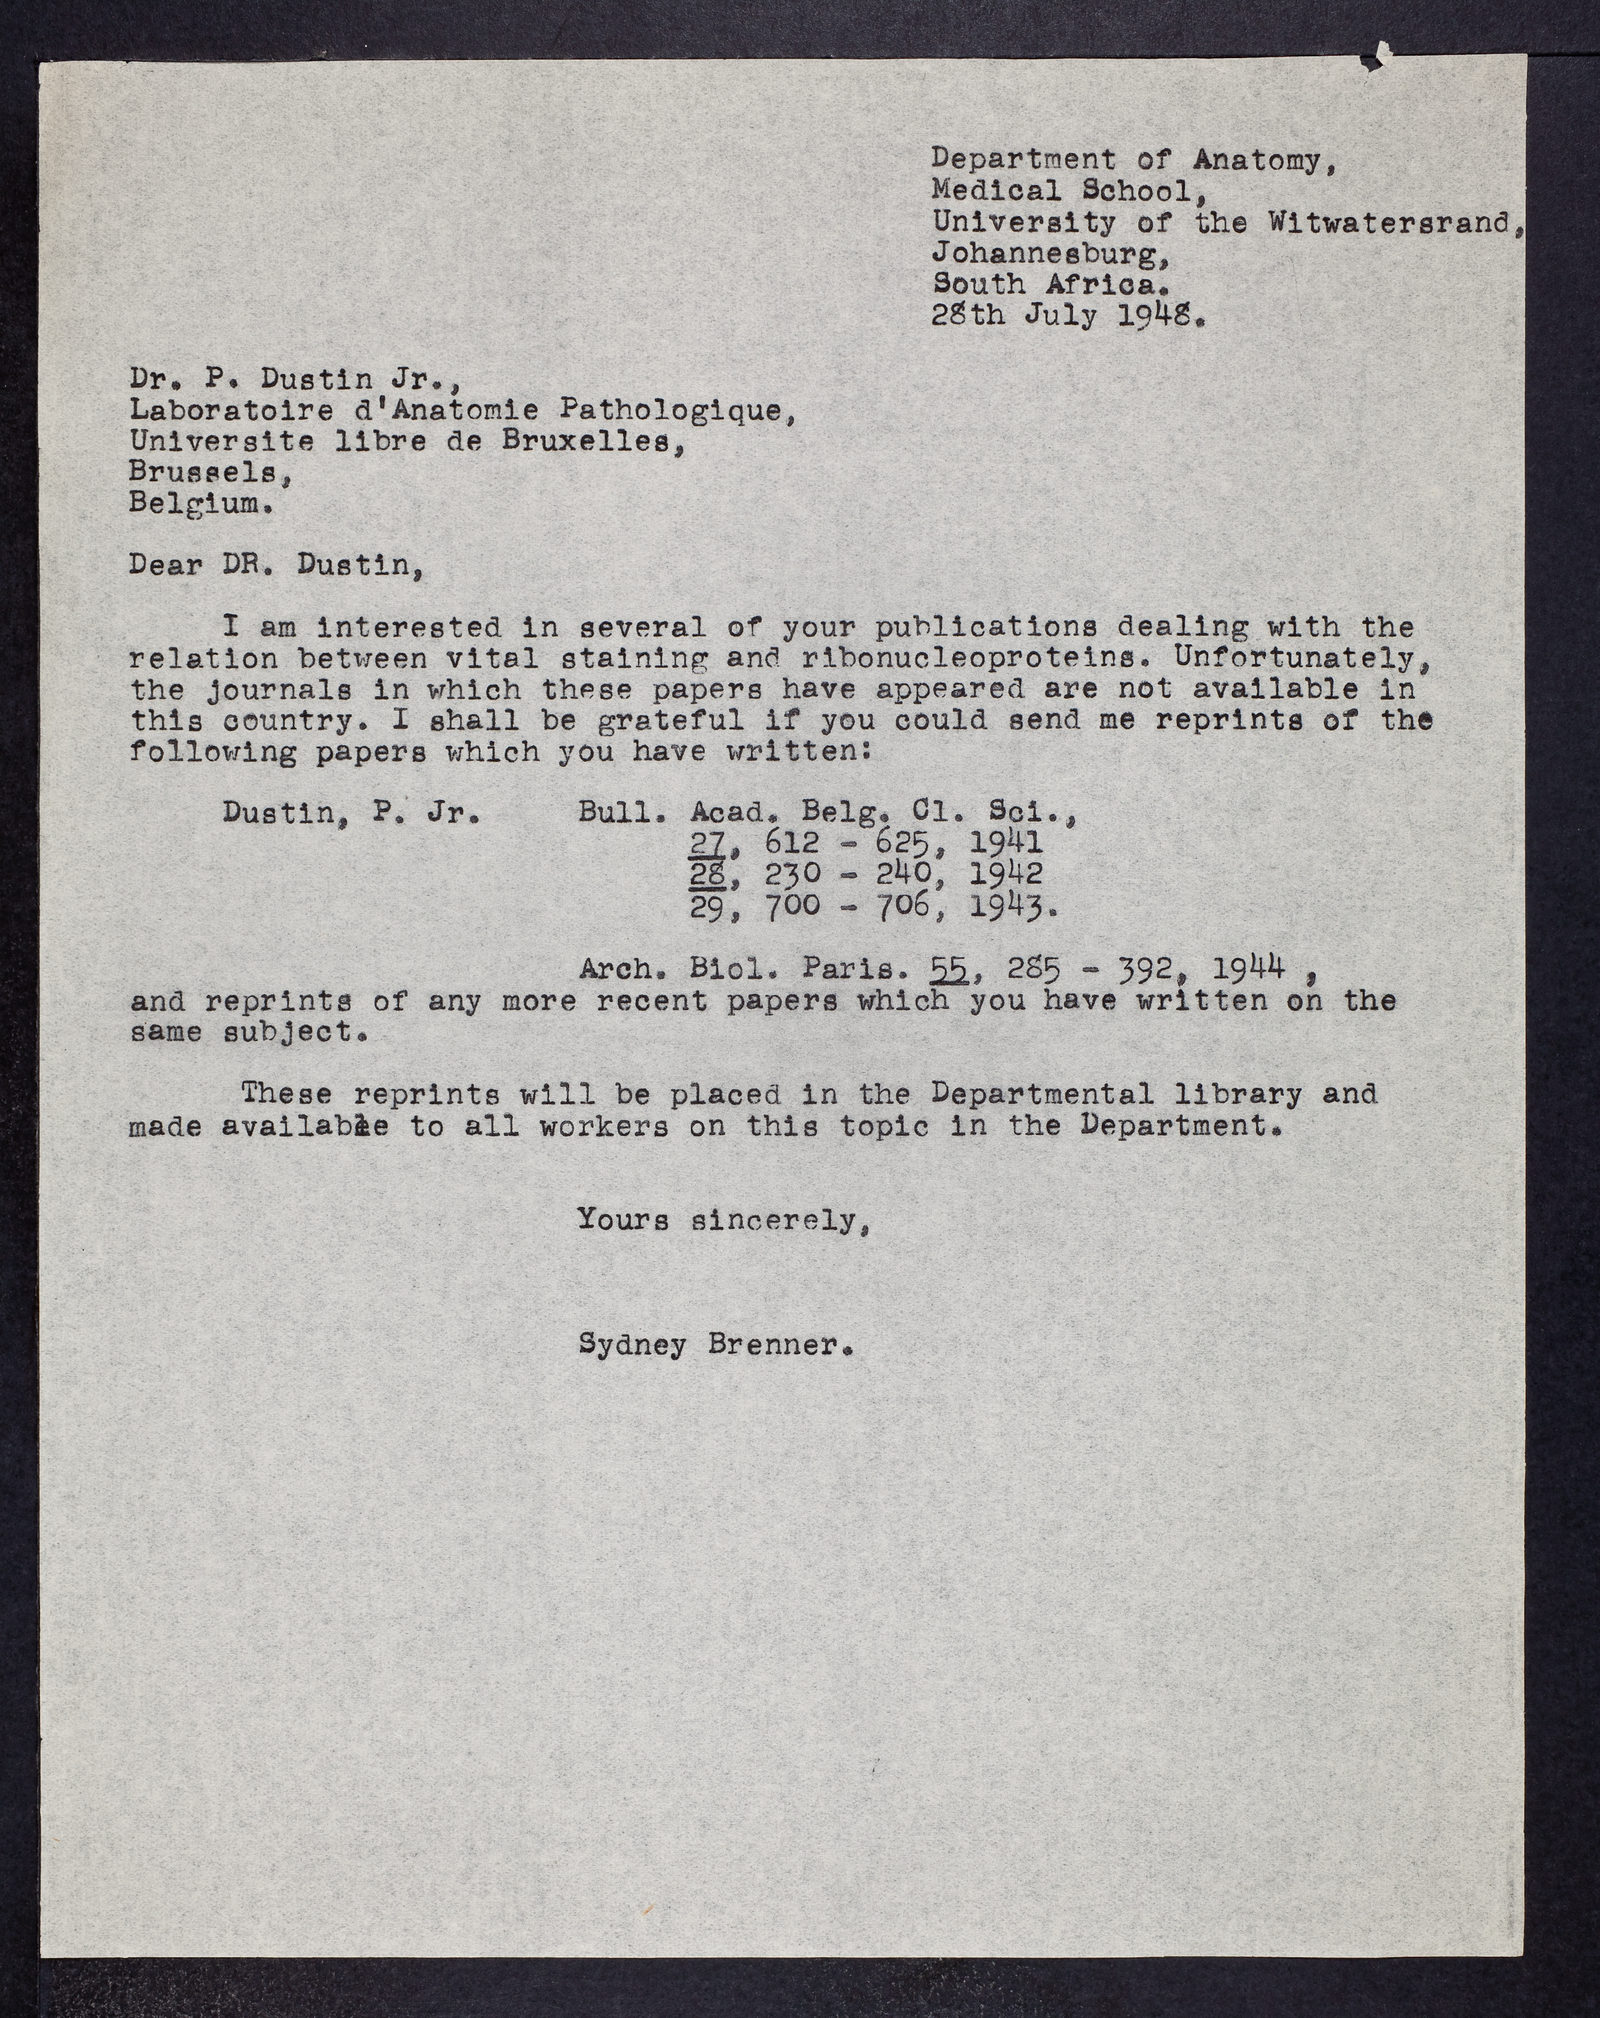 Department of Anatomy,
Medical School,
University of the Witwatersrand,
Johannesburg,
South Africa.
28th July 1948.
Dr. P. Dustin Jr.,
Laboratoire d'Anatomie Pathologique,
Universite libre de Bruxelles,
Brussels,
Belgium.
Dear DR. Dustin,
I am interested in several of your publications dealing with the
relation between vital staining and ribonucleoproteins. Unfortunately,
the journals in which these papers have appeared are not available in
this country. I shall be grateful if you could send me reprints of the
following papers which you have written:
Dustin, P. Jr. Bull. Acad. Belg. Cl. Sci.,
27, 612 - 625, 1941
28, 230 - 240, 1942
29, 700 - 706, 1943.
Arch. Biol. Paris. 55, 285 - 392, 1944 ,
and reprints of any more recent papers which you have written on the
same subject.
These reprints will be placed in the Departmental library and
made available to all workers on this topic in the Department.
Yours sincerely,
Sydney Brenner.